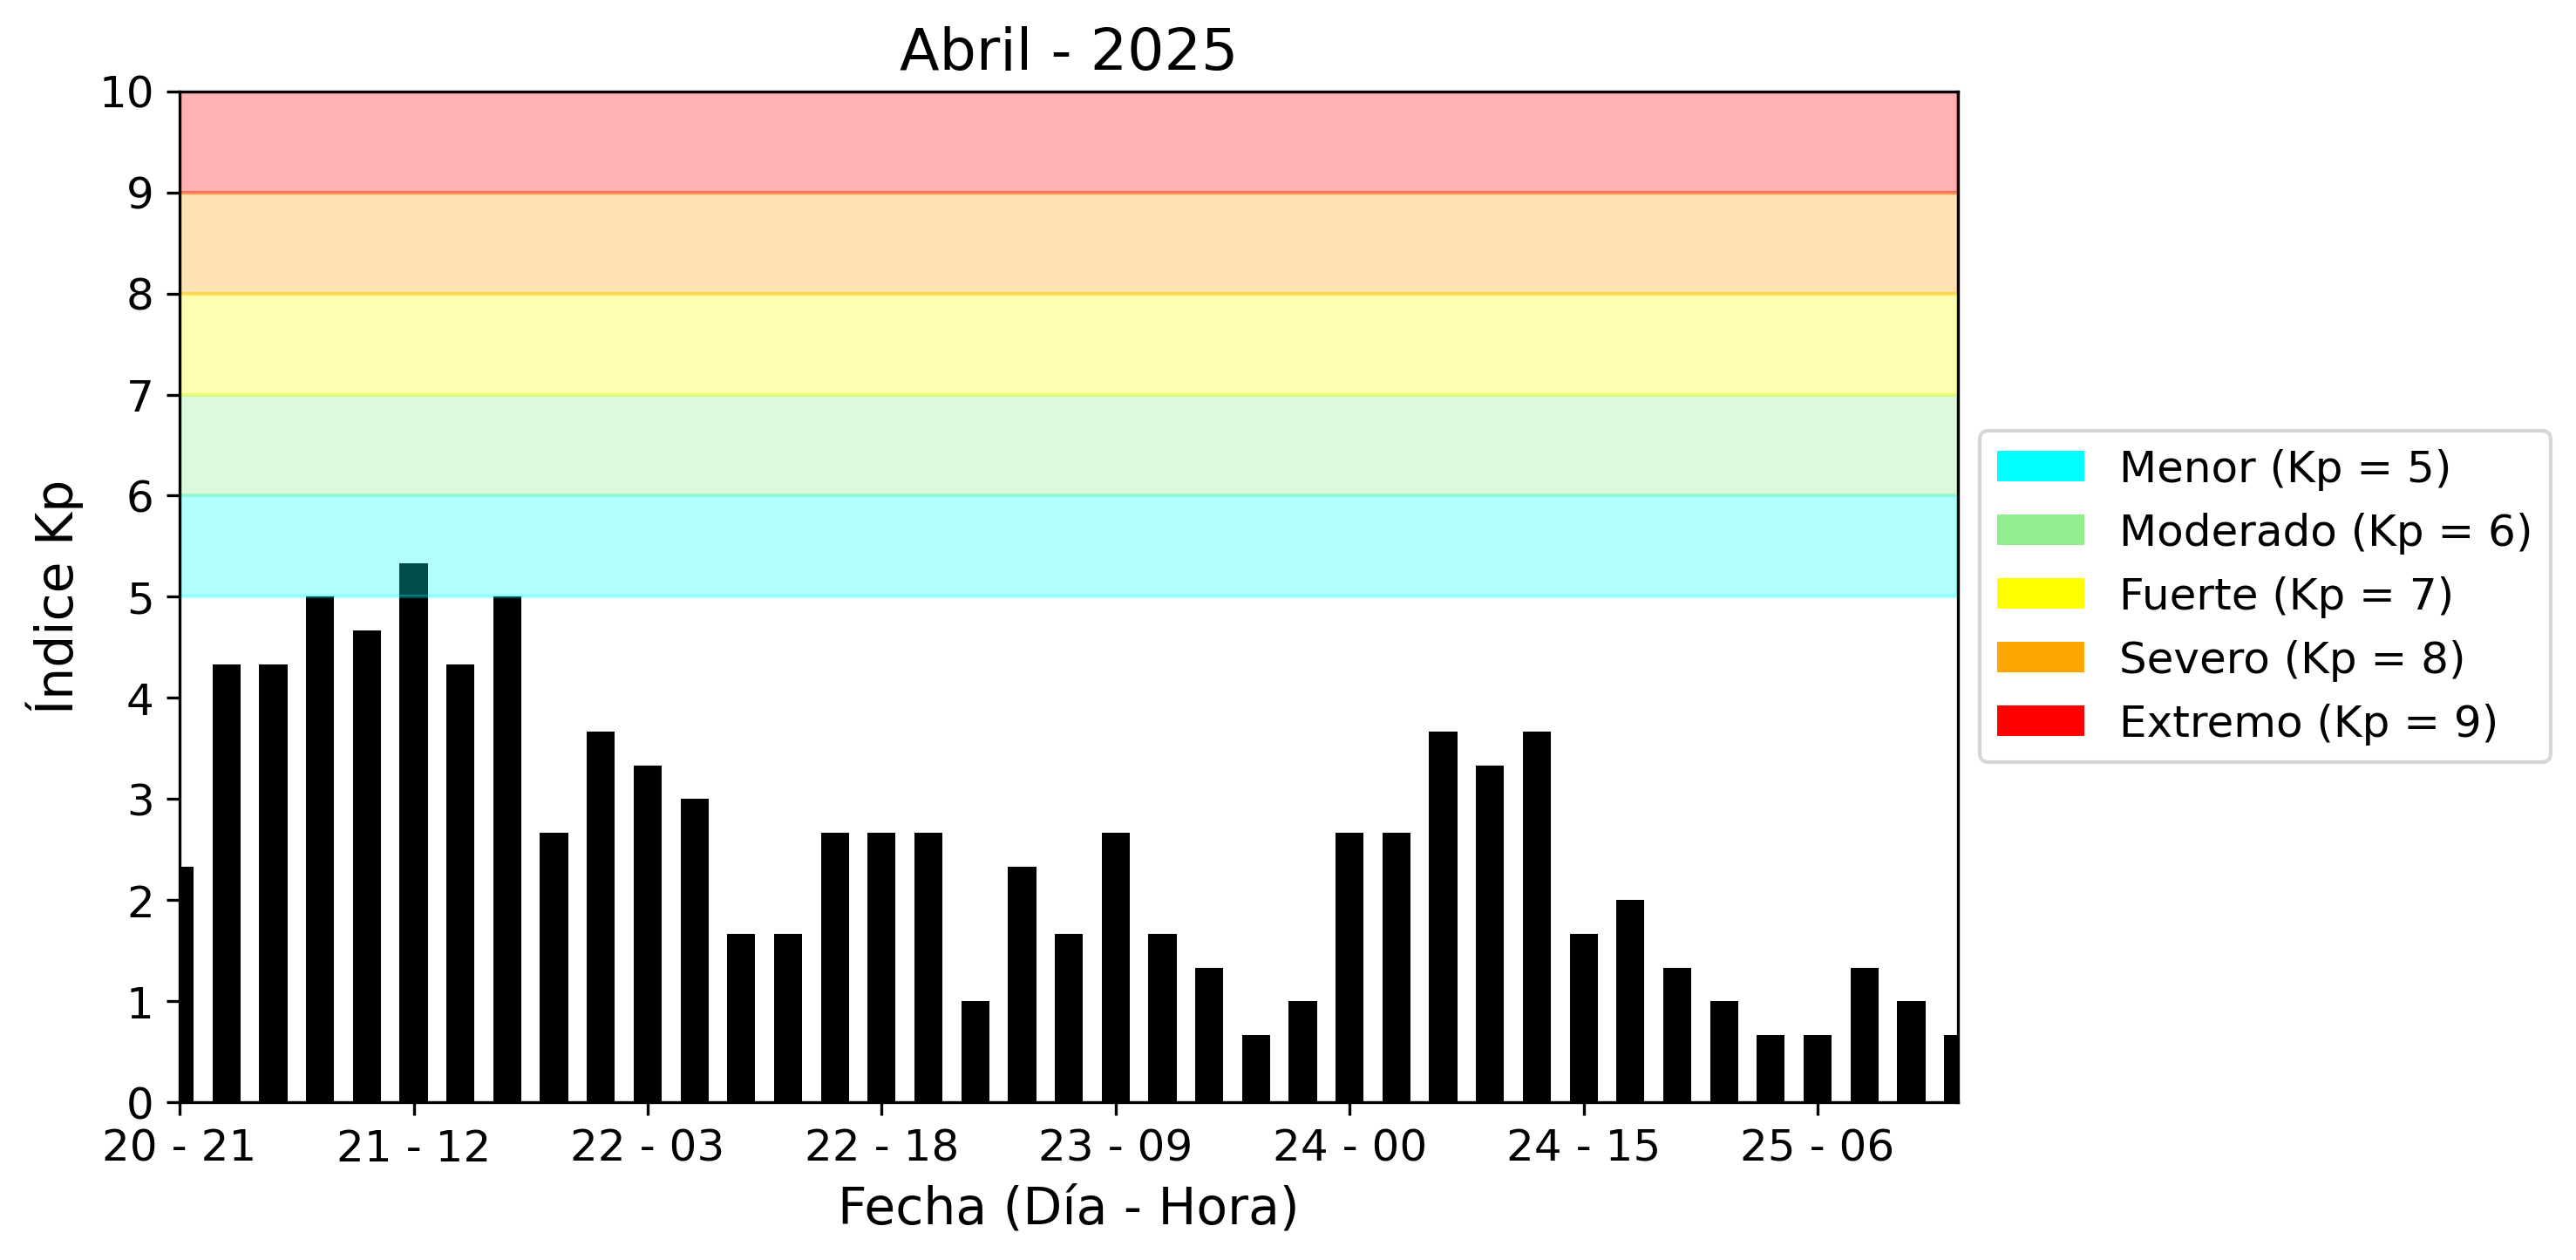 Abril - 2025
10
9
8
7
6
5
4
3
2
1
0
Índice Kp
20 - 21
21 - 12
22 - 03
22 - 18
23 - 09
24 - 00
24 - 15
25 - 06
Fecha (Día - Hora)
Menor (Kp = 5)
Moderado (Kp = 6)
Fuerte (Kp = 7)
Severo (Kp = 8)
Extremo (Kp = 9)